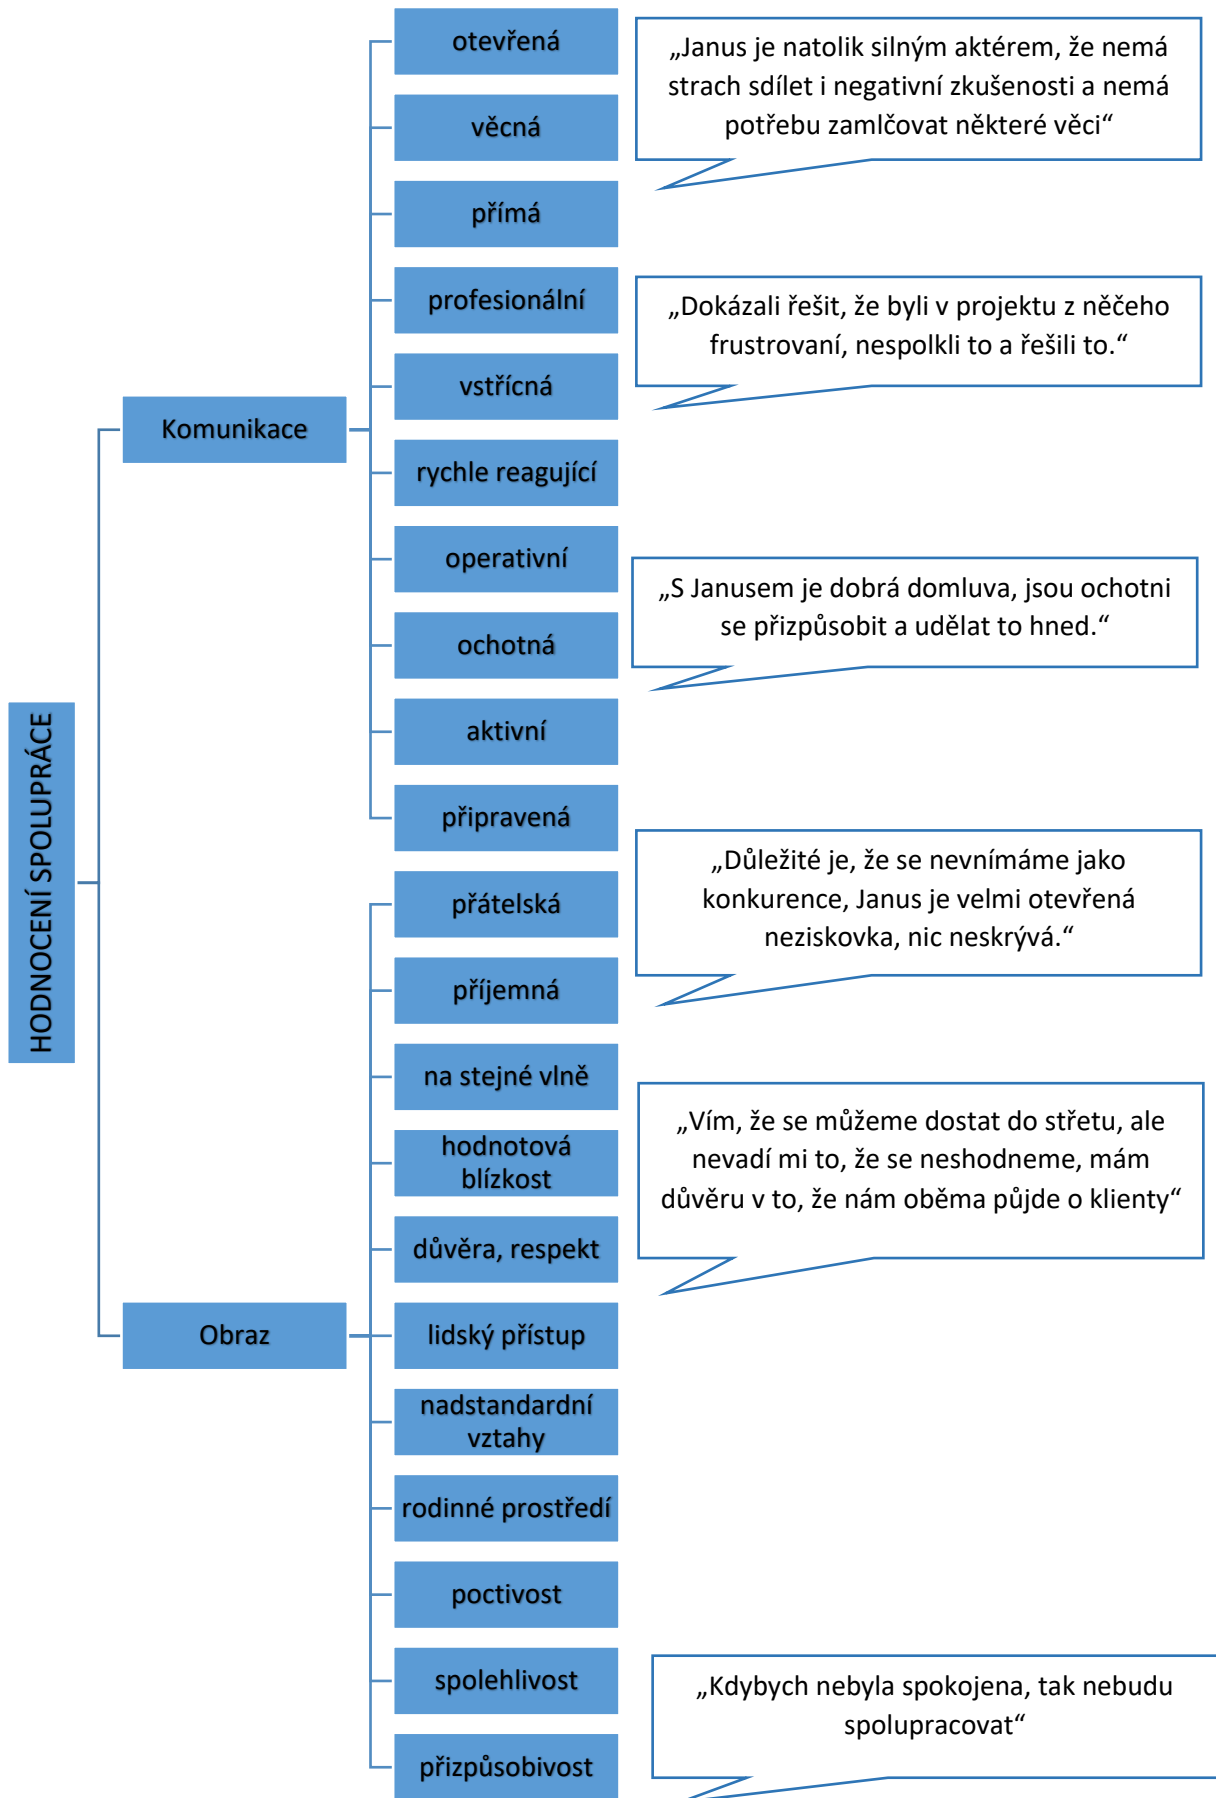 HODNOCENÍ SPOLUPRÁCE
Komunikace
otevřená
věcná
přímá
profesionální
vstřícná
rychle reagující
operativní
ochotná
aktivní
připravená
Obraz
přátelská
příjemná
na stejné vlně
hodnotová
blízkost
důvěra, respekt
lidský přístup
nadstandardní
vztahy
rodinné prostředí
poctivost
spolehlivost
přizpůsobivost
„Janus je natolik silným aktérem, že nemá
strach sdílet i negativní zkušenosti a nemá
potřebu zamlčovat některé věci“
„Dokázali řešit, že byli v projektu z něčeho
frustrovaní, nespolkli to a řešili to.“
„S Janusem je dobrá domluva, jsou ochotni
se přizpůsobit a udělat to hned.“
„Důležité je, že se nevnímáme jako
konkurence, Janus je velmi otevřená
neziskovka, nic neskrývá.“
„Vím, že se můžeme dostat do střetu, ale
nevadí mi to, že se neshodneme, mám
důvěru v to, že nám oběma půjde o klienty“
„Kdybych nebyla spokojena, tak nebudu
spolupracovat“